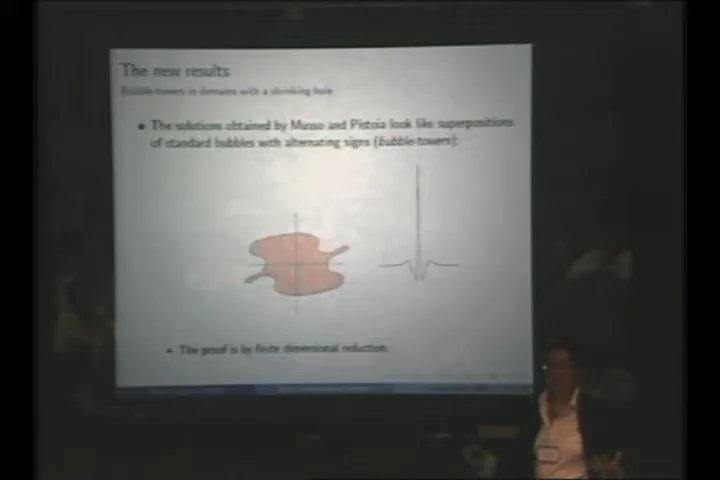 The new results
Bubble-towers in domains with a shrinking hole
• The solutions obtained by Musso and Pistoia look like superpositions
of standard bubbles with alternating signs (bubble-towers):
• The proof is by finite dimensional reduction.